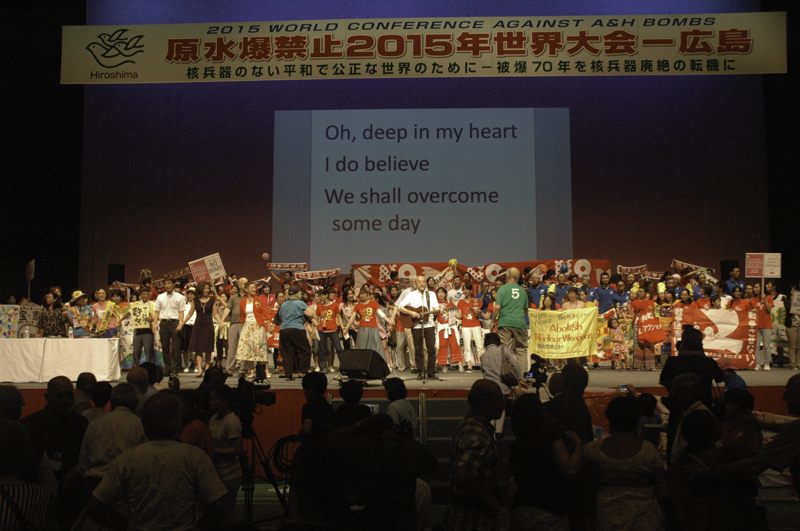 2015 WORLD CONFERENCE AGAINST A&H BOMBS
原水爆禁止2015年世界大会ー広島
核兵器のない平和で公正な世界のために－被爆70年を核兵器廃絶の転機に
Hiroshima
Oh, deep in my heart
I do believe
We shall overcome
some day
5
Abolish
Nuclear Weapons